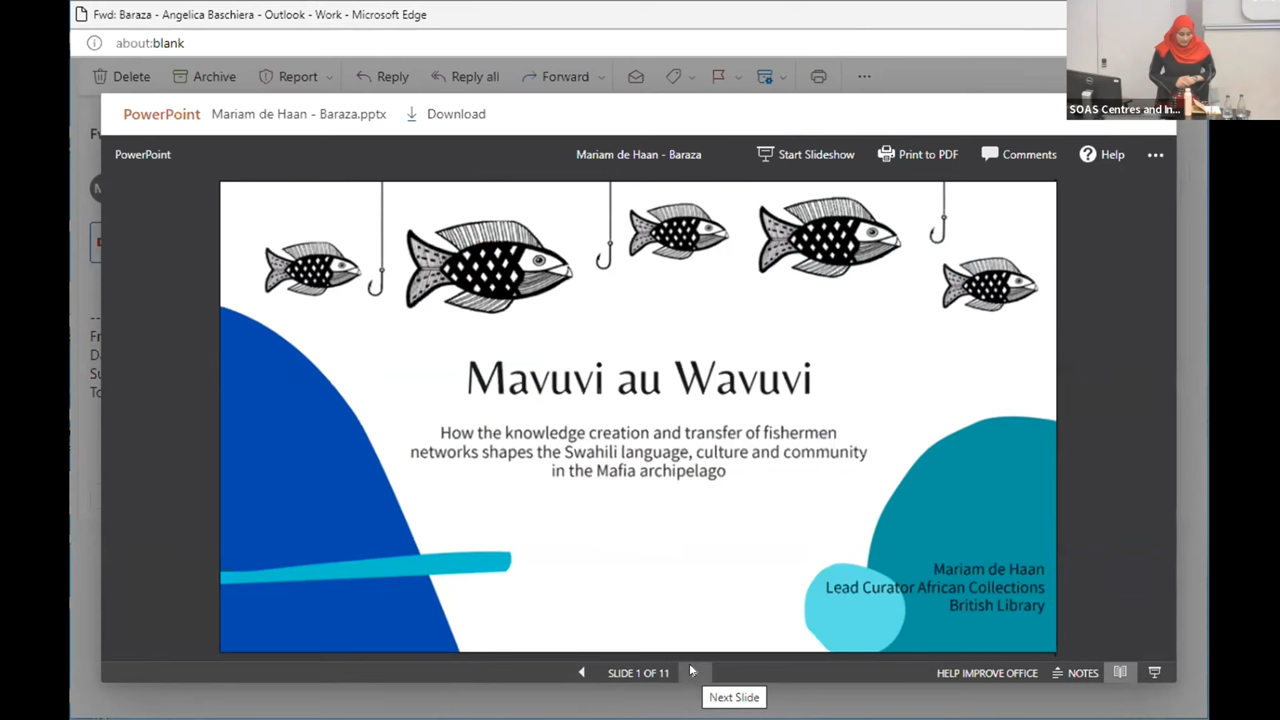 Fwd: Baraza - Angelica Baschiera - Outlook - Work - Microsoft Edge
about:blank
Delete Archive Report Reply Reply all Forward
SOAS Centres and In...
PowerPoint Mariam de Haan - Baraza.pptx Download
PowerPoint Mariam de Haan - Baraza Start Slideshow Print to PDF Comments Help
Mavuvi au Wavuvi
How the knowledge creation and transfer of fishermen
networks shapes the Swahili language, culture and community
in the Mafia archipelago
Mariam de Haan
Lead Curator African Collections
British Library
SLIDE 1 OF 11 HELP IMPROVE OFFICE NOTES
Next Slide